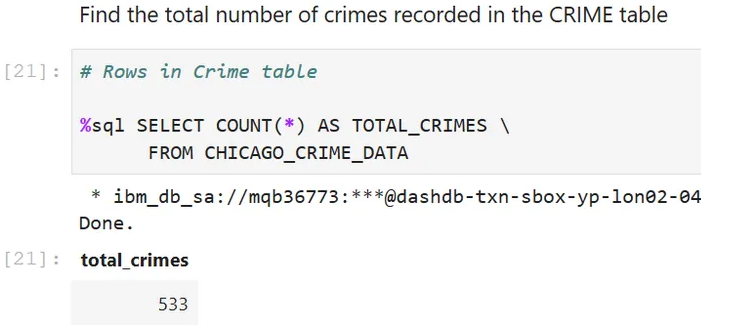 Find the total number of crimes recorded in the CRIME table
[21]: # Rows in Crime table
%sql SELECT COUNT(*) AS TOTAL_CRIMES \
FROM CHICAGO_CRIME_DATA
* ibm_db_sa://mqb36773:***@dashdb-txn-sbox-yp-lon02-04
Done.
[21]: total_crimes
533